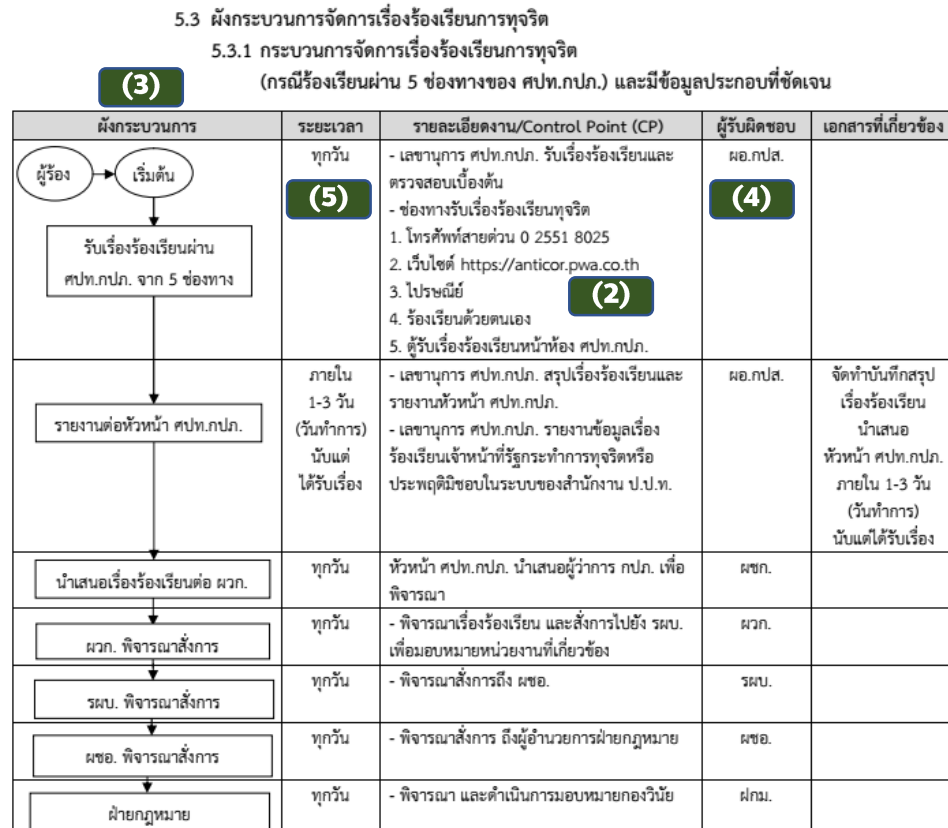 5.3 ผังกระบวนการจัดการเรื่องร้องเรียนการทุจริต
5.3.1 กระบวนการจัดการเรื่องร้องเรียนการทุจริต
(กรณีร้องเรียนผ่าน 5 ช่องทางของ ศปท.กปภ.) และมีข้อมูลประกอบที่ชัดเจน
(3)
ผังกระบวนการ
ระยะเวลา
รายละเอียดงาน/Control Point (CP)
ผู้รับผิดชอบ
เอกสารที่เกี่ยวข้อง
ผู้ร้อง
เริ่มต้น
รับเรื่องร้องเรียนผ่าน
ศปท.กปภ. จาก 5 ช่องทาง
ทุกวัน
(5)
- เลขานุการ ศปท.กปภ. รับเรื่องร้องเรียนและ
ตรวจสอบเบื้องต้น
- ช่องทางรับเรื่องร้องเรียนทุจริต
1. โทรศัพท์สายด่วน 0 2551 8025
2. เว็บไซต์ https://anticor.pwa.co.th
3. ไปรษณีย์
4. ร้องเรียนด้วยตนเอง
5. ตู้รับเรื่องร้องเรียนหน้าห้อง ศปท.กปภ.
(2)
ผอ.กปส.
(4)
รายงานต่อหัวหน้า ศปท.กปภ.
ภายใน
1-3 วัน
(วันทำการ)
นับแต่
ได้รับเรื่อง
- เลขานุการ ศปท.กปภ. สรุปเรื่องร้องเรียนและ
รายงานหัวหน้า ศปท.กปภ.
- เลขานุการ ศปท.กปภ. รายงานข้อมูลเรื่อง
ร้องเรียนเจ้าหน้าที่รัฐกระทำการทุจริตหรือ
ประพฤติมิชอบในระบบของสำนักงาน ป.ป.ท.
ผอ.กปส.
จัดทำบันทึกสรุป
เรื่องร้องเรียน
นำเสนอ
หัวหน้า ศปท.กปภ.
ภายใน 1-3 วัน
(วันทำการ)
นับแต่ได้รับเรื่อง
นำเสนอเรื่องร้องเรียนต่อ ผวก.
ทุกวัน
หัวหน้า ศปท.กปภ. นำเสนอผู้ว่าการ กปภ. เพื่อ
พิจารณา
ผชก.
ผวก. พิจารณาสั่งการ
ทุกวัน
- พิจารณาเรื่องร้องเรียน และสั่งการไปยัง รผบ.
เพื่อมอบหมายหน่วยงานที่เกี่ยวข้อง
ผวก.
รผบ. พิจารณาสั่งการ
ทุกวัน
- พิจารณาสั่งการถึง ผชอ.
รผบ.
ผชอ. พิจารณาสั่งการ
ทุกวัน
- พิจารณาสั่งการ ถึงผู้อำนวยการฝ่ายกฎหมาย
ผชอ.
ฝ่ายกฎหมาย
ทุกวัน
- พิจารณา และดำเนินการมอบหมายกองวินัย
ฝกม.